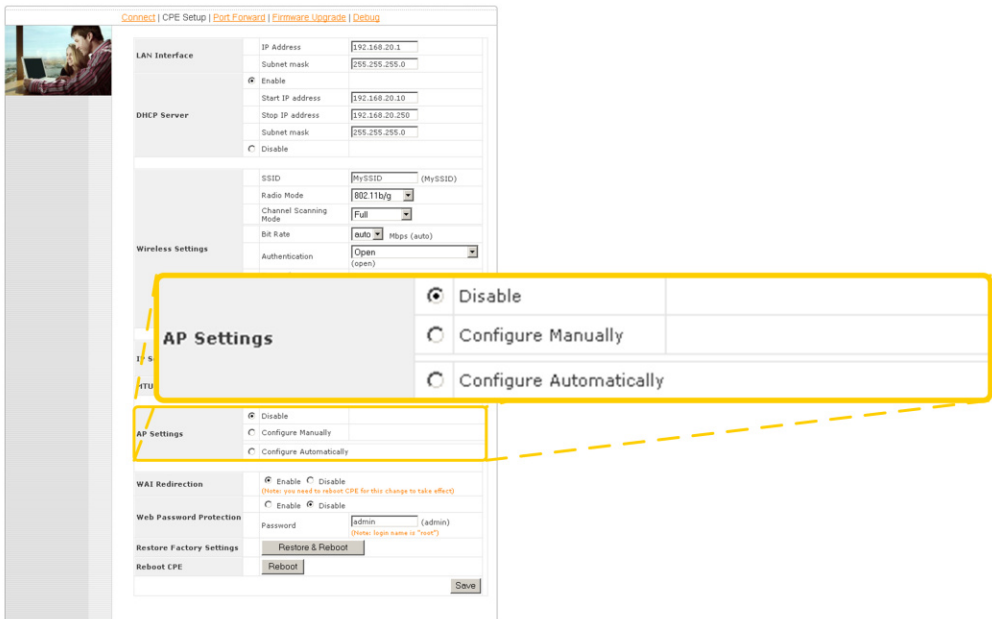 Connect | CPE Setup | Port Forward | Firmware Upgrade | Debug
LAN Interface
IP Address 192.168.20.1
Subnet mask 255.255.255.0
DHCP Server
Enable
Start IP address 192.168.20.10
Stop IP address 192.168.20.250
Subnet mask 255.255.255.0
Disable
Wireless Settings
SSID MySSID (MySSID)
Radio Mode 802.11b/g
Channel Scanning
Mode
Full
Bit Rate auto Mbps (auto)
Authentication Open
(open)
AP Settings
Disable
Configure Manually
Configure Automatically
IP S
MTU
AP Settings
Disable
Configure Manually
Configure Automatically
WAI Redirection
Enable Disable
(Note: you need to reboot CPE for this change to take effect)
Web Password Protection
Enable Disable
Password admin (admin)
(Note: login name is "root")
Restore Factory Settings Restore & Reboot
Reboot CPE Reboot
Save